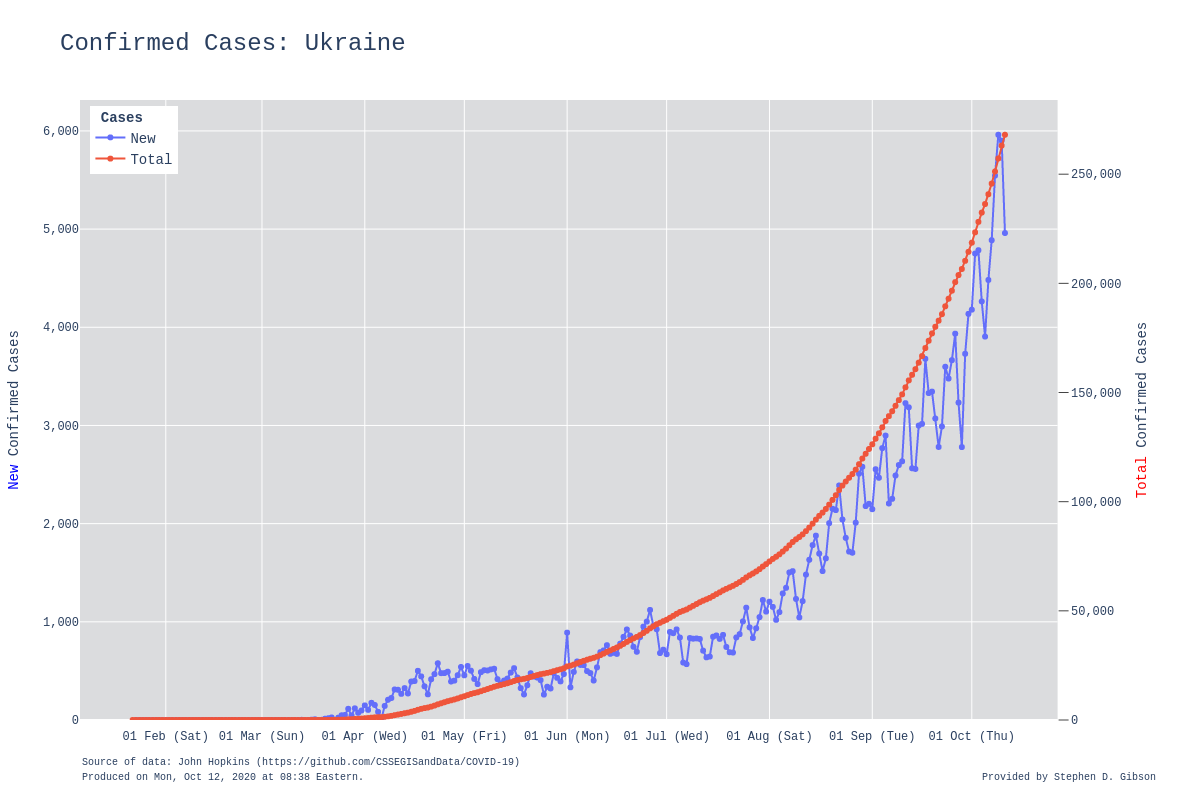 Confirmed Cases: Ukraine
Cases
New
Total
6,000
5,000
4,000
3,000
2,000
1,000
0
New Confirmed Cases
250,000
200,000
150,000
100,000
50,000
0
Total Confirmed Cases
01 Feb (Sat) 01 Mar (Sun) 01 Apr (Wed) 01 May (Fri) 01 Jun (Mon) 01 Jul (Wed) 01 Aug (Sat) 01 Sep (Tue) 01 Oct (Thu)
Source of data: John Hopkins (https://github.com/CSSEGISandData/COVID-19)
Produced on Mon, Oct 12, 2020 at 08:38 Eastern.
Provided by Stephen D. Gibson